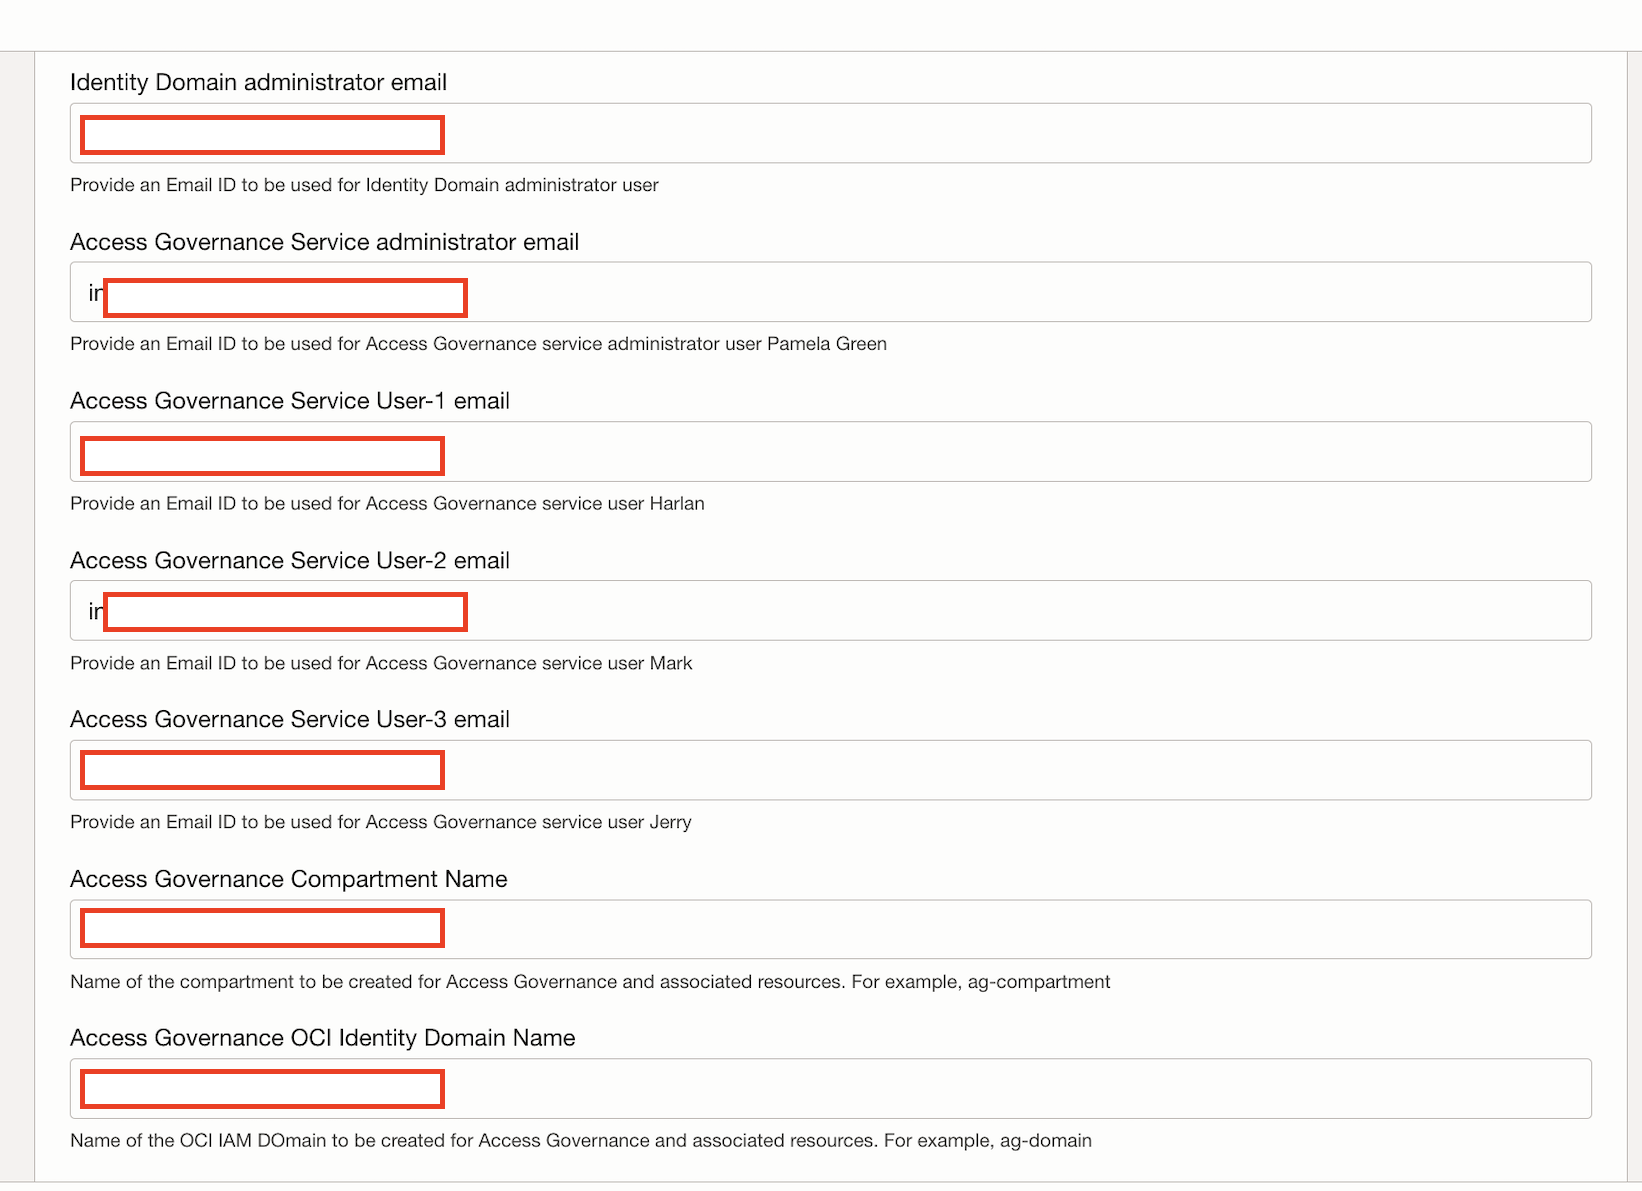 Identity Domain administrator email
Provide an Email ID to be used for Identity Domain administrator user
Access Governance Service administrator email
in
Provide an Email ID to be used for Access Governance service administrator user Pamela Green
Access Governance Service User-1 email
Provide an Email ID to be used for Access Governance service user Harlan
Access Governance Service User-2 email
in
Provide an Email ID to be used for Access Governance service user Mark
Access Governance Service User-3 email
Provide an Email ID to be used for Access Governance service user Jerry
Access Governance Compartment Name
Name of the compartment to be created for Access Governance and associated resources. For example, ag-compartment
Access Governance OCI Identity Domain Name
Name of the OCI IAM DOmain to be created for Access Governance and associated resources. For example, ag-domain